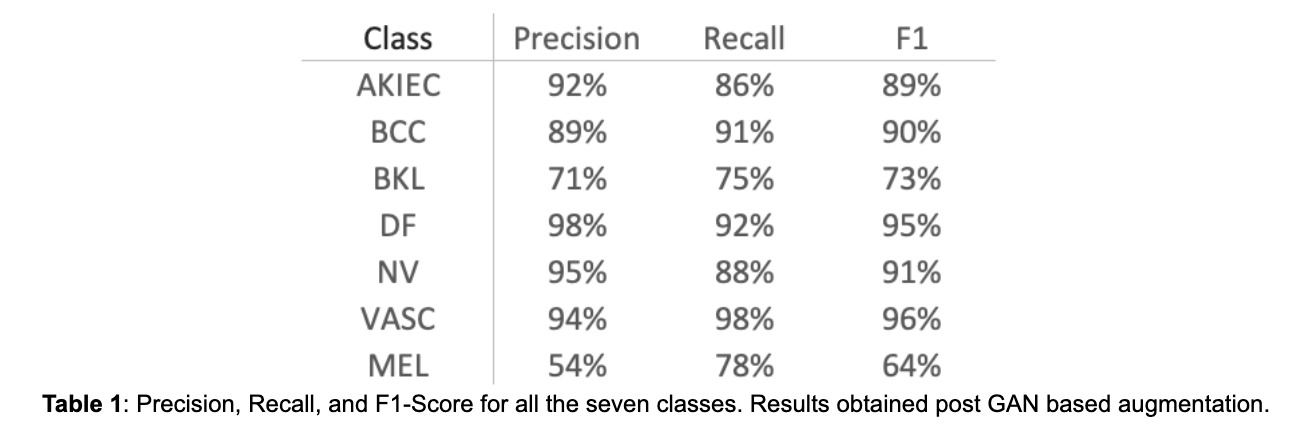 Class Precision Recall F1
AKIEC 92% 86% 89%
BCC 89% 91% 90%
BKL 71% 75% 73%
DF 98% 92% 95%
NV 95% 88% 91%
VASC 94% 98% 96%
MEL 54% 78% 64%
Table 1: Precision, Recall, and F1-Score for all the seven classes. Results obtained post GAN based augmentation.